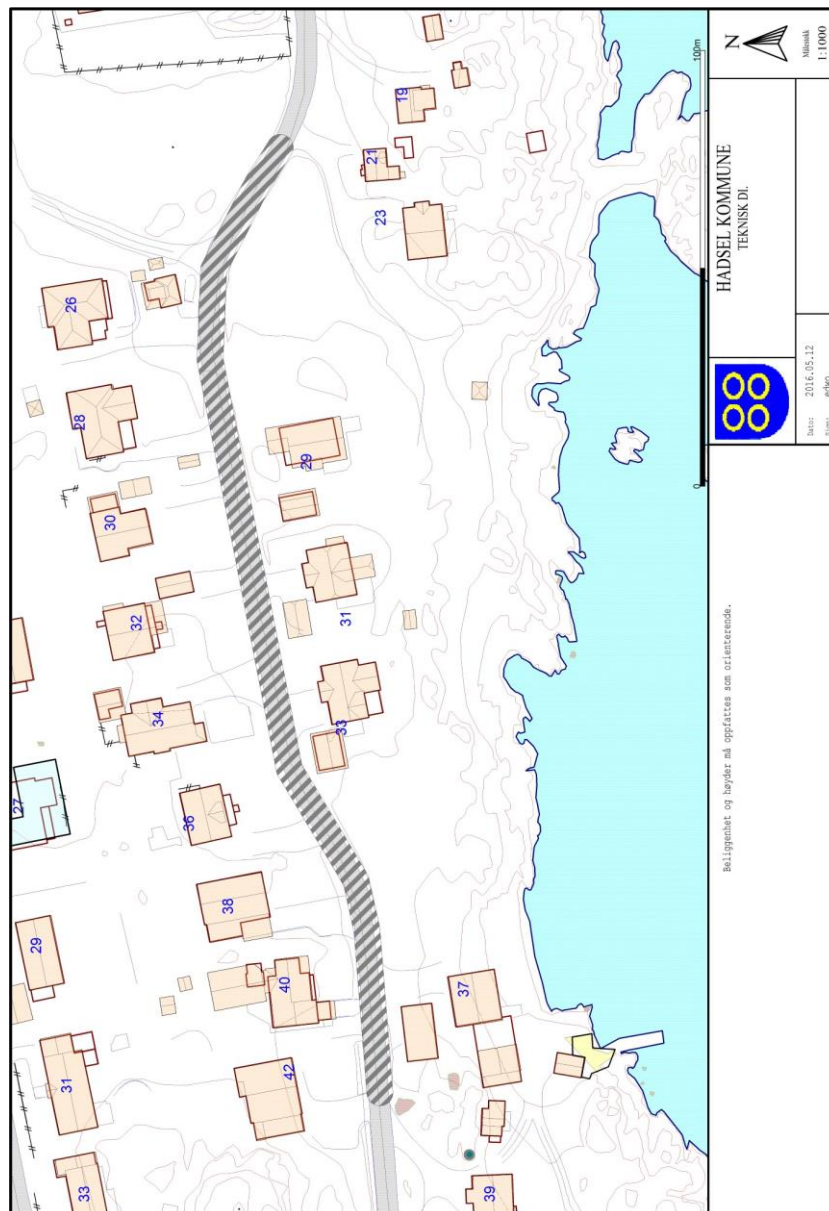 N
Målestokk
1:1000
HADSEL KOMMUNE
TEKNISK DI.
Dato: 2016.05.12
Sign:
Beliggenhet og høyder må oppfattes som orienterende.
100m
0
19
21
23
26
28
29
30
31
32
33
34
27
36
38
29
40
37
31
42
33
39